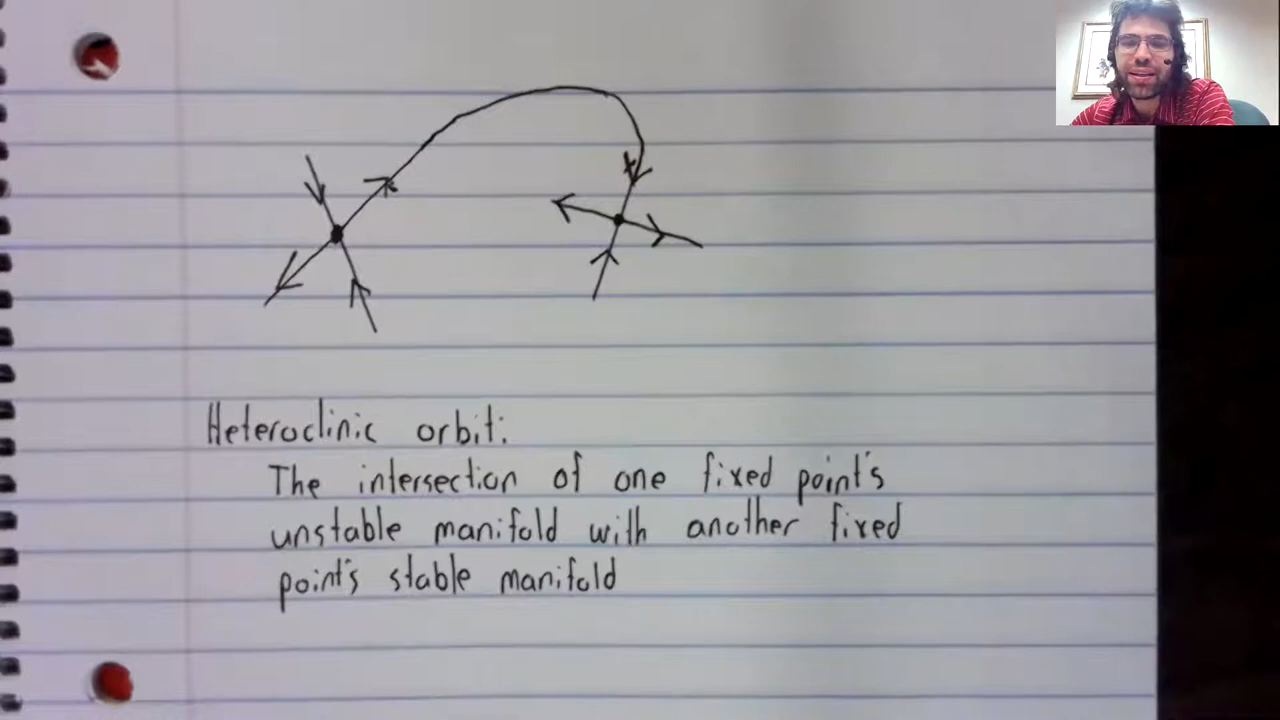 Heteroclinic orbit:
The intersection of one fixed point's
unstable manifold with another fixed
point's stable manifold